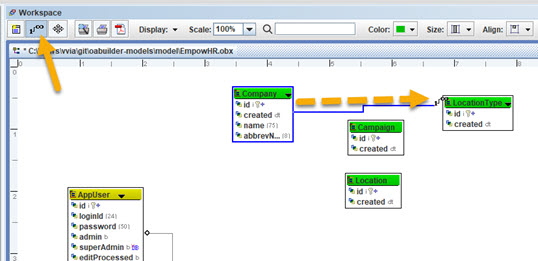 Workspace
Display: Scale: 100% Color: Size: Align:
* C:\Users\vvia\git\oabuilder-models\model\EmpowHR.obx
0 1 2 3 4 5 6 7 8
0
1
2
3
Company
id
created dt
name (75)
abbrevN... (8)
LocationType
id
created dt
Campaign
id
created dt
Location
id
created dt
AppUser
id
loginId (24)
password (50)
admin b
superAdmin b
editProcessed b